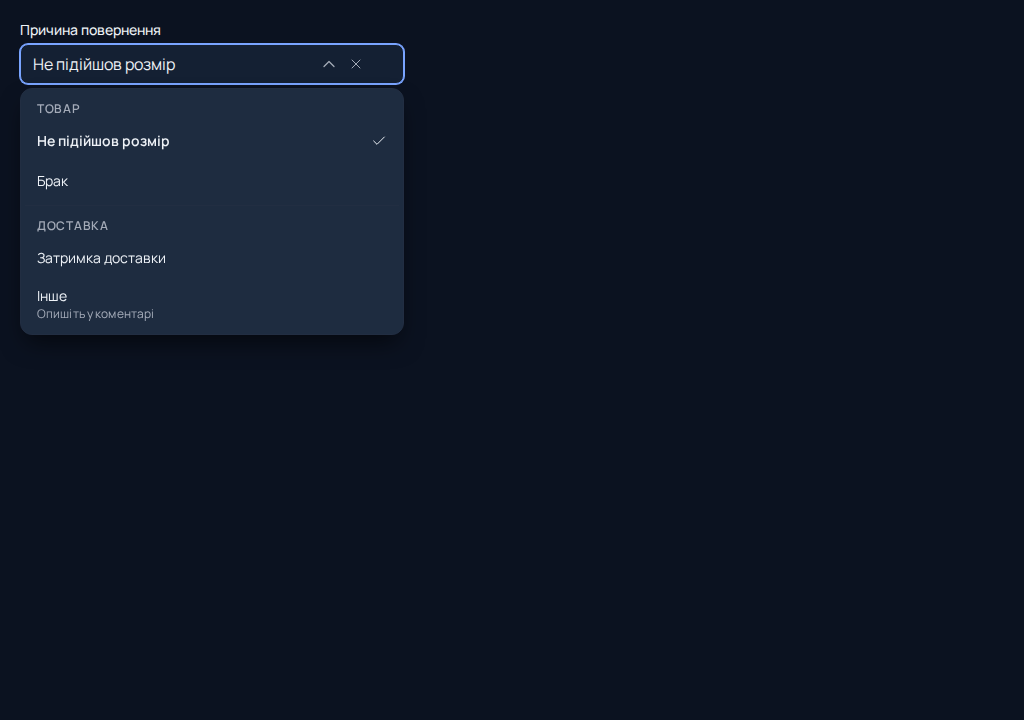 Причина повернення
Не підійшов розмір
ТОВАР
Не підійшов розмір
Брак
ДОСТАВКА
Затримка доставки
Інше
Опишіть у коментарі